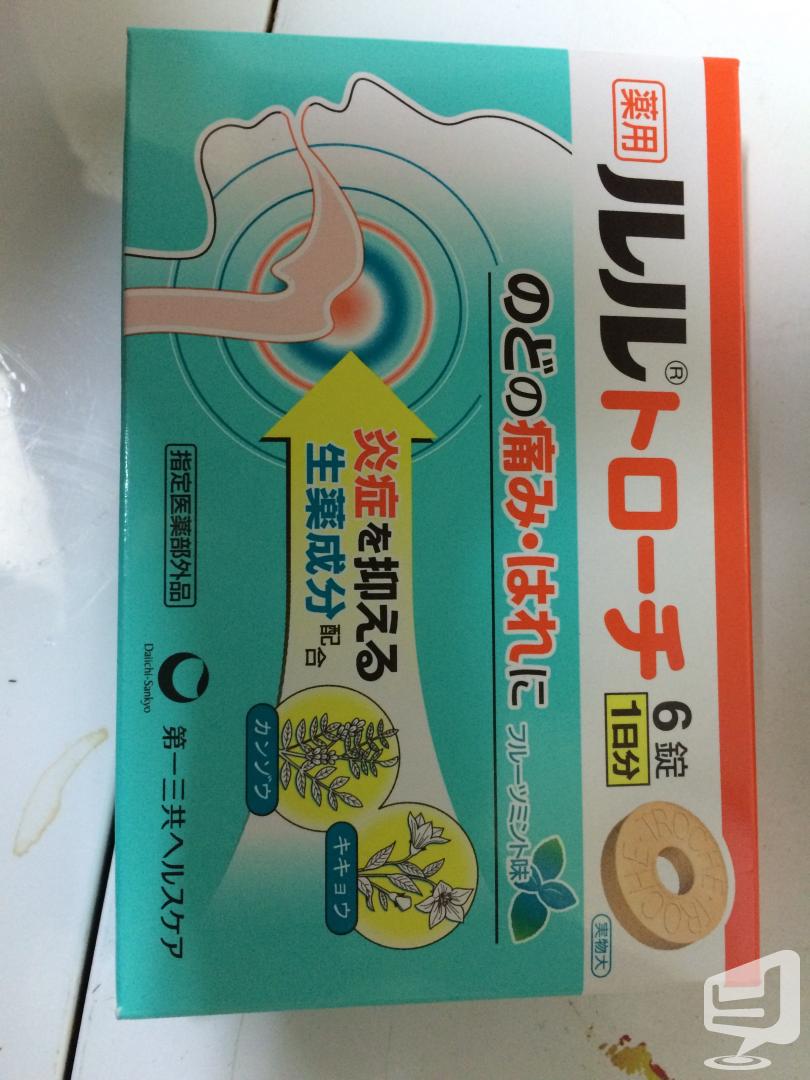 薬用
ルル®トローチ
6錠
1日分
TROCHE・TROCHE
実物大
のどの痛み・はれに
フルーツミント味
炎症を抑える
生薬成分配合
カンゾウ
キキョウ
指定医薬部外品
Daiichi-Sankyo
第一三共ヘルスケア